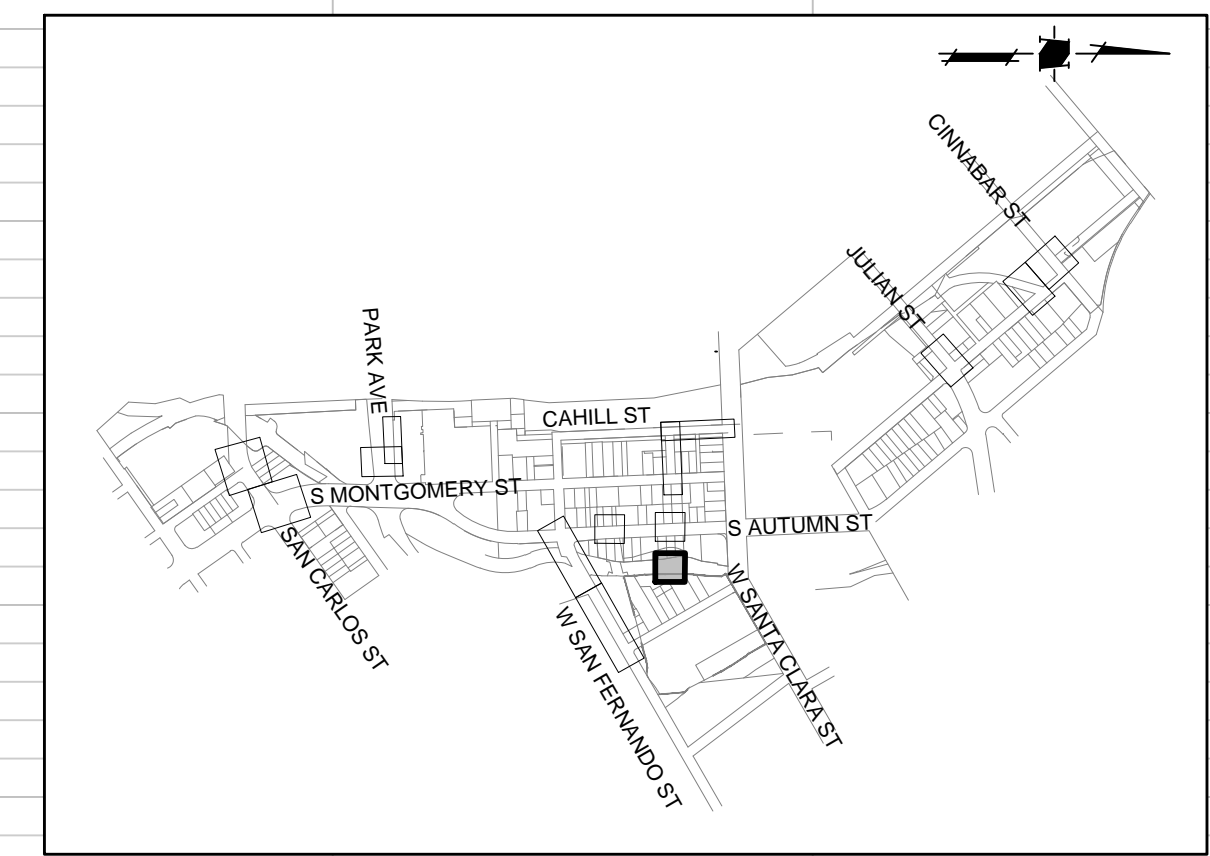 CINNABAR ST
JULIAN ST
PARK AVE
CAHILL ST
S MONTGOMERY ST
S AUTUMN ST
SAN CARLOS ST
W SAN FERNANDO ST
W SANTA CLARA ST